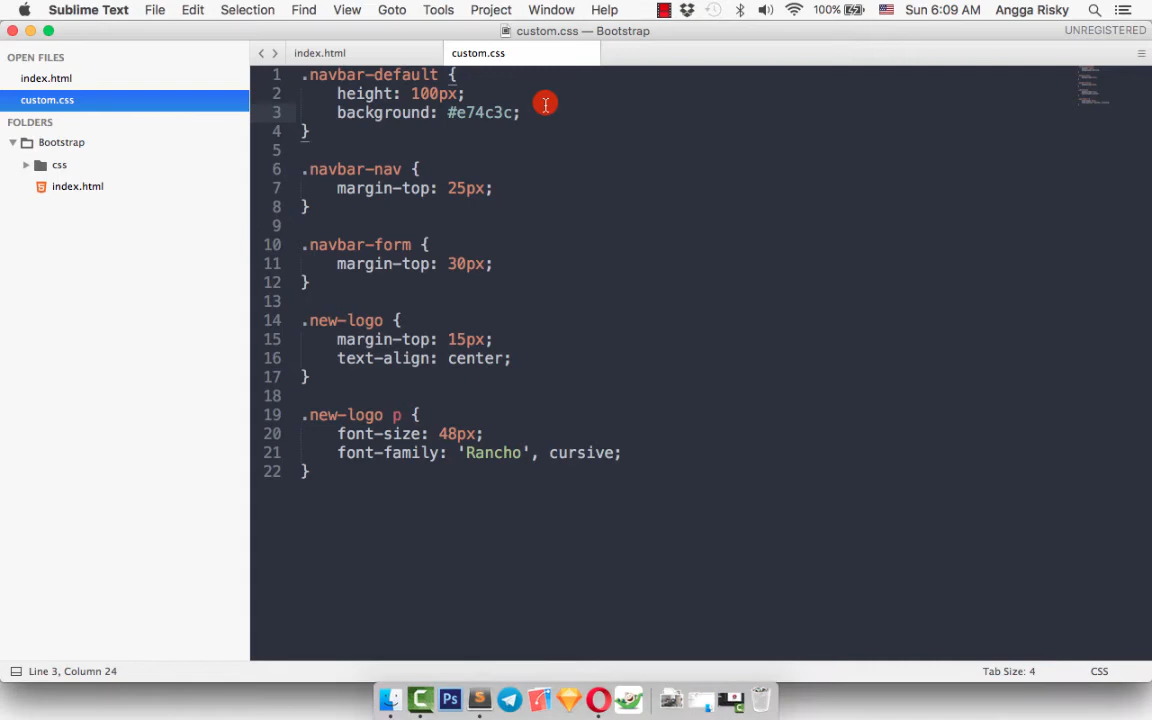 Sublime Text File Edit Selection Find View Goto Tools Project Window Help 100% Sun 6:09 AM Angga Risky
custom.css — Bootstrap UNREGISTERED
OPEN FILES
index.html
custom.css
FOLDERS
Bootstrap
css
index.html
index.html custom.css
1 .navbar-default {
2 height: 100px;
3 background: #e74c3c;
4 }
5
6 .navbar-nav {
7 margin-top: 25px;
8 }
9
10 .navbar-form {
11 margin-top: 30px;
12 }
13
14 .new-logo {
15 margin-top: 15px;
16 text-align: center;
17 }
18
19 .new-logo p {
20 font-size: 48px;
21 font-family: 'Rancho', cursive;
22 }
Line 3, Column 24 Tab Size: 4 CSS
Ps